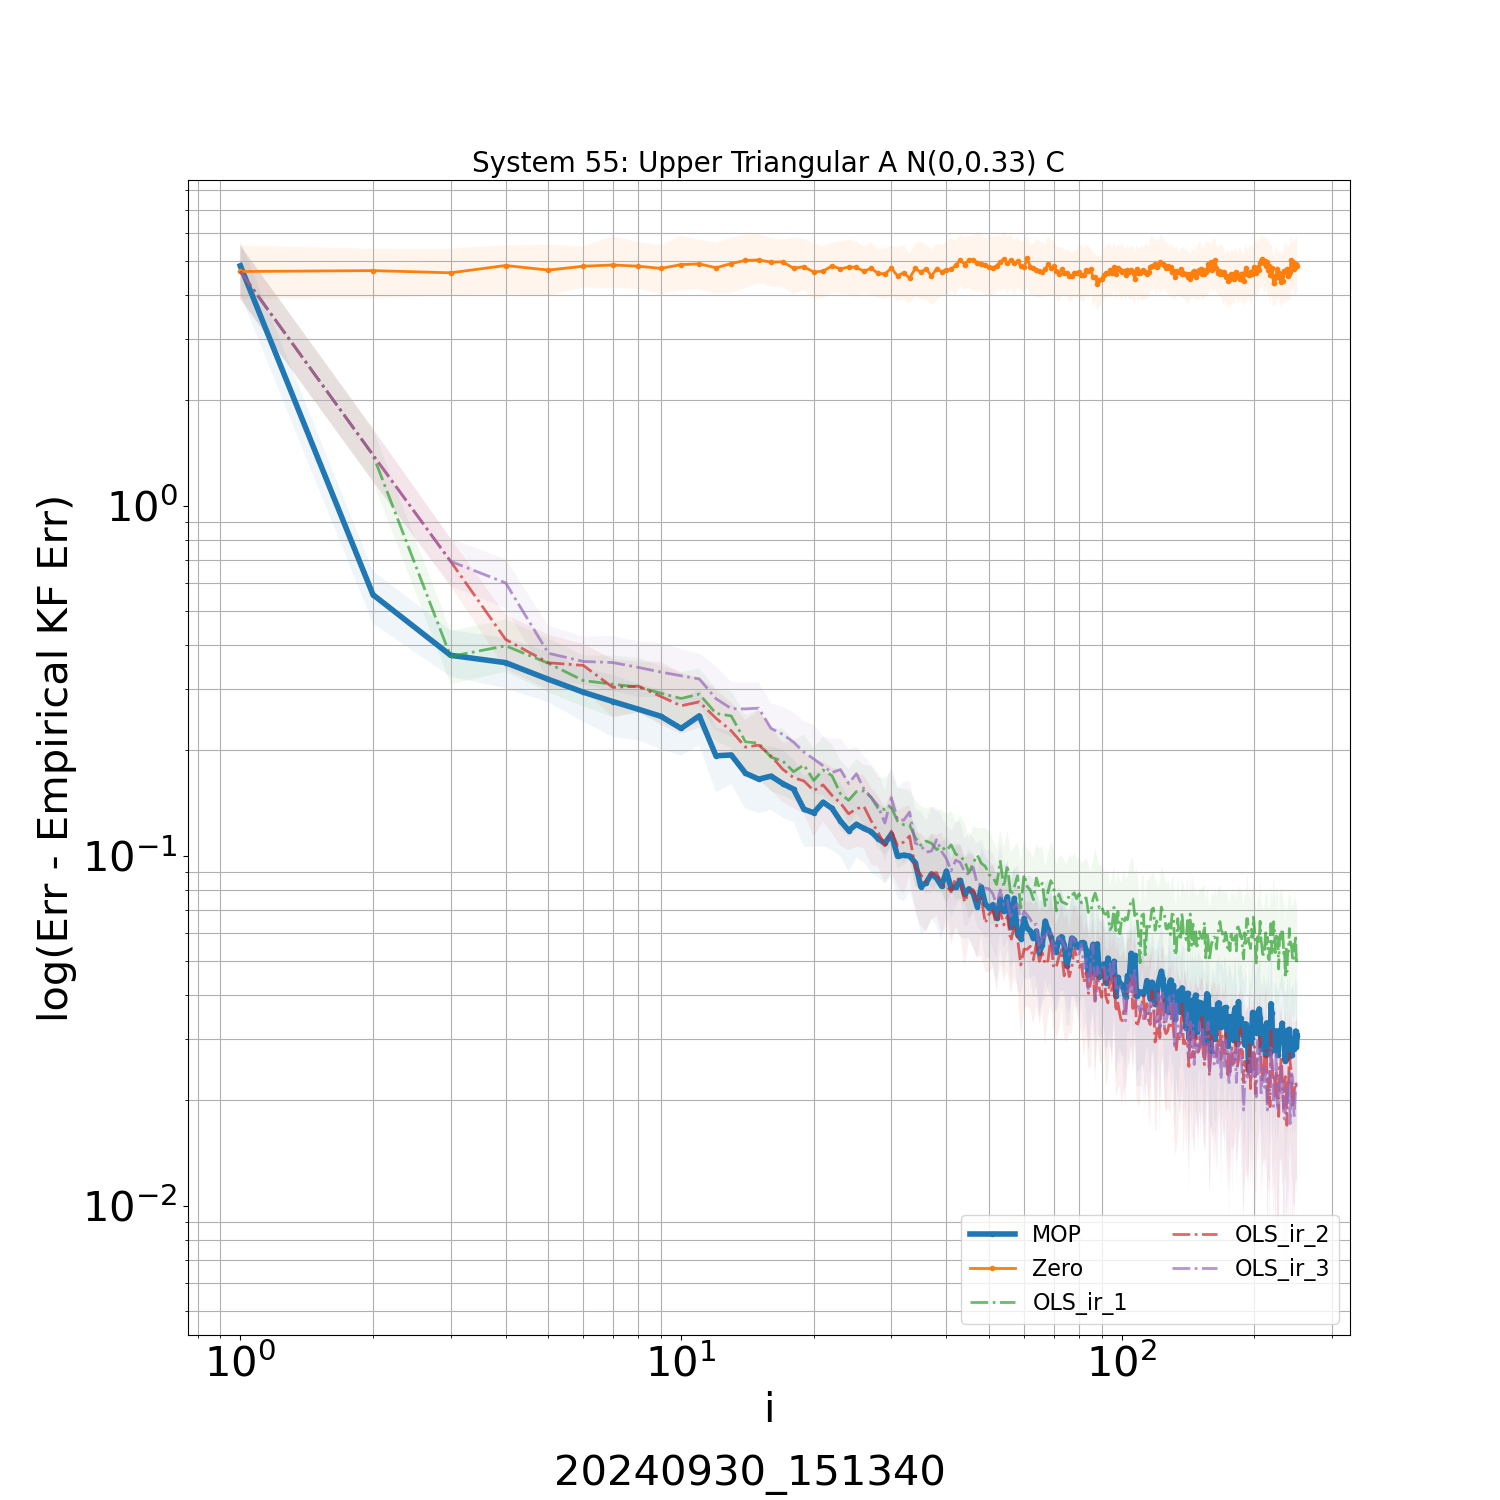 System 55: Upper Triangular A N(0,0.33) C
log(Err - Empirical KF Err)
10⁰
10⁻¹
10⁻²
MOP
Zero
OLS_ir_1
OLS_ir_2
OLS_ir_3
10⁰ 10¹ 10²
i
20240930_151340